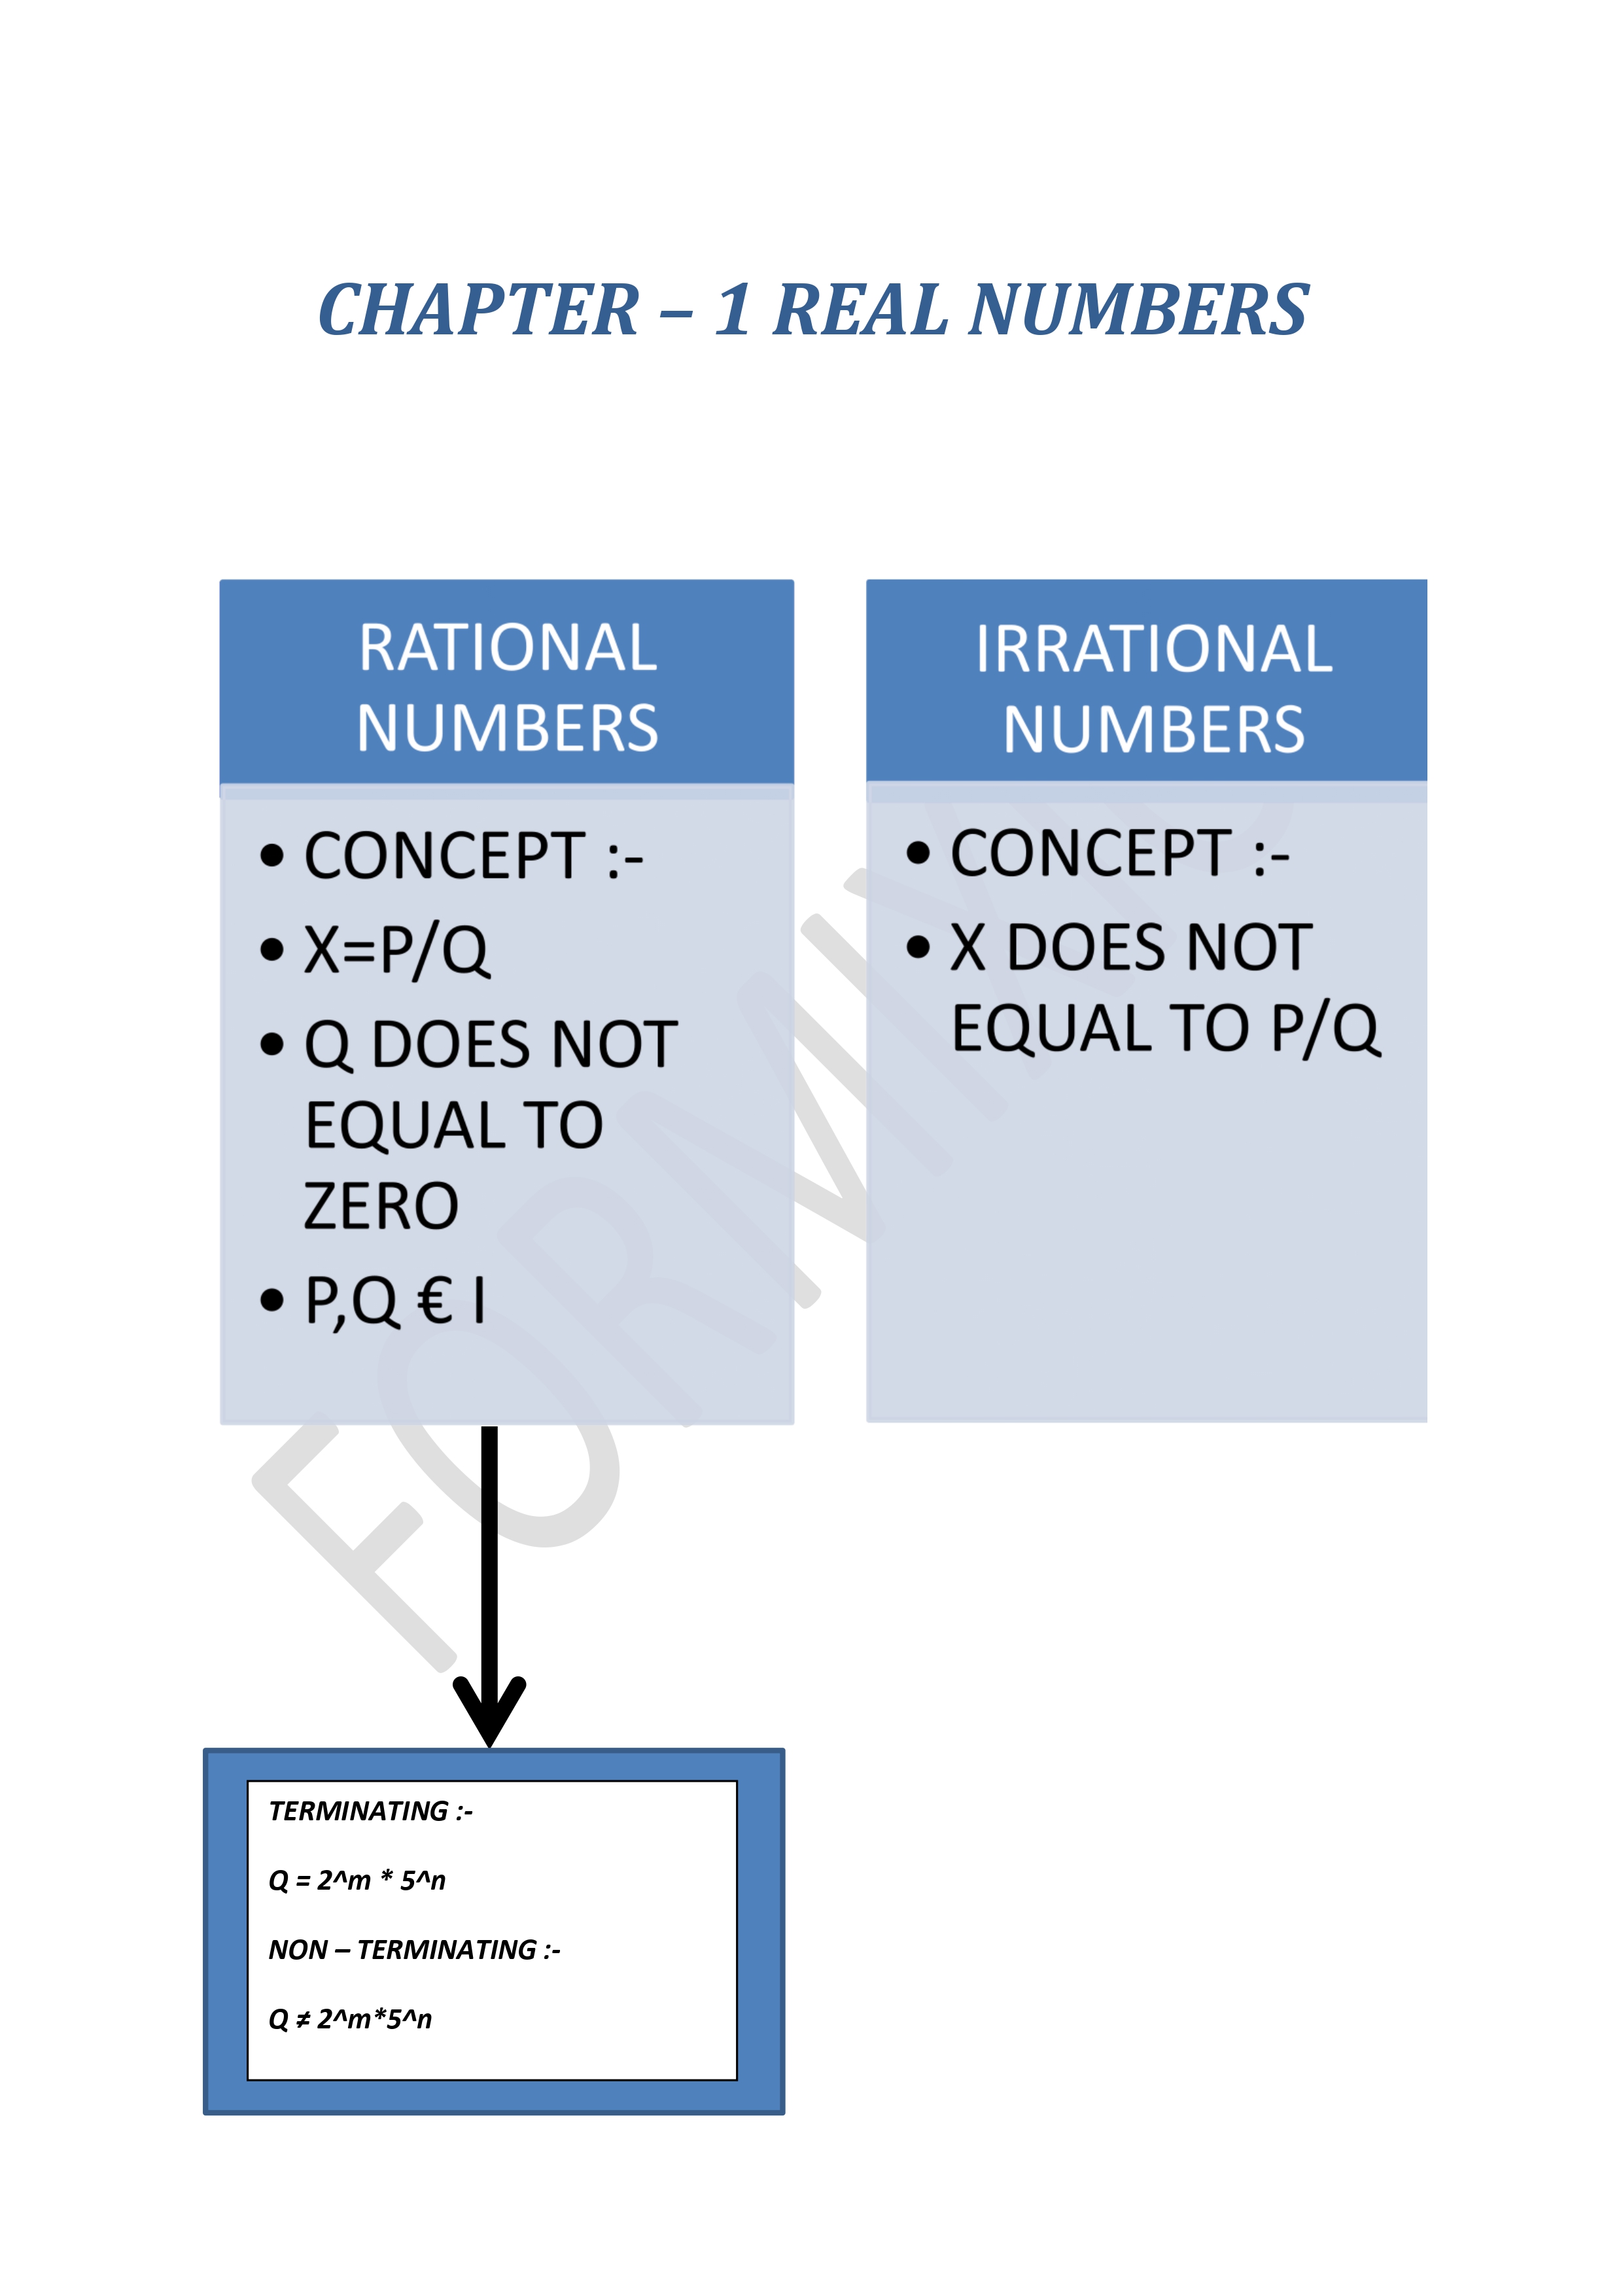 CHAPTER – 1 REAL NUMBERS
RATIONAL
NUMBERS
• CONCEPT :-
• X=P/Q
• Q DOES NOT
EQUAL TO
ZERO
• P,Q € I
IRRATIONAL
NUMBERS
• CONCEPT :-
• X DOES NOT
EQUAL TO P/Q
TERMINATING :-
Q = 2^m * 5^n
NON – TERMINATING :-
Q ≠ 2^m*5^n